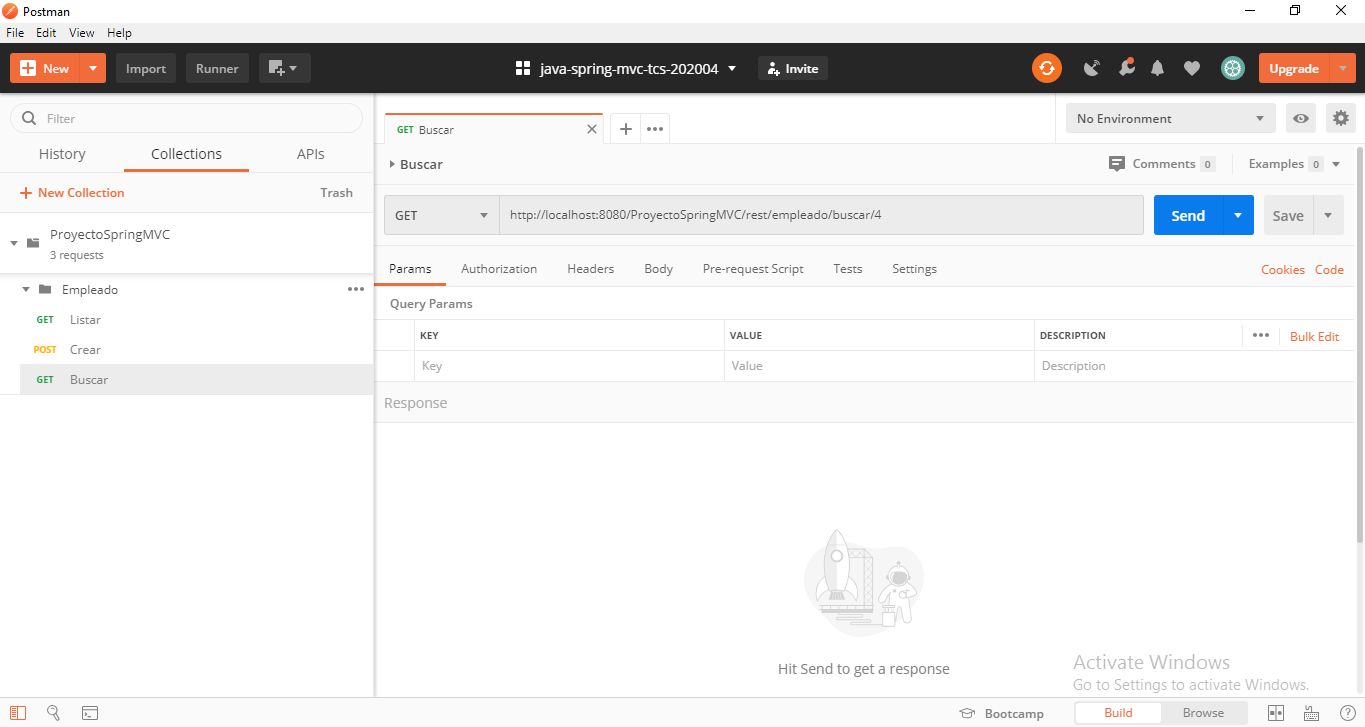 Postman
File Edit View Help
New Import Runner java-spring-mvc-tcs-202004 Invite Upgrade
Filter
History Collections APIs
New Collection Trash
ProyectoSpringMVC
3 requests
Empleado
GET Listar
POST Crear
GET Buscar
GET Buscar
No Environment
Buscar Comments 0 Examples 0
GET http://localhost:8080/ProyectoSpringMVC/rest/empleado/buscar/4 Send Save
Params Authorization Headers Body Pre-request Script Tests Settings Cookies Code
Query Params
KEY VALUE DESCRIPTION Bulk Edit
Key Value Description
Response
Hit Send to get a response
Activate Windows
Go to Settings to activate Windows.
Bootcamp Build Browse